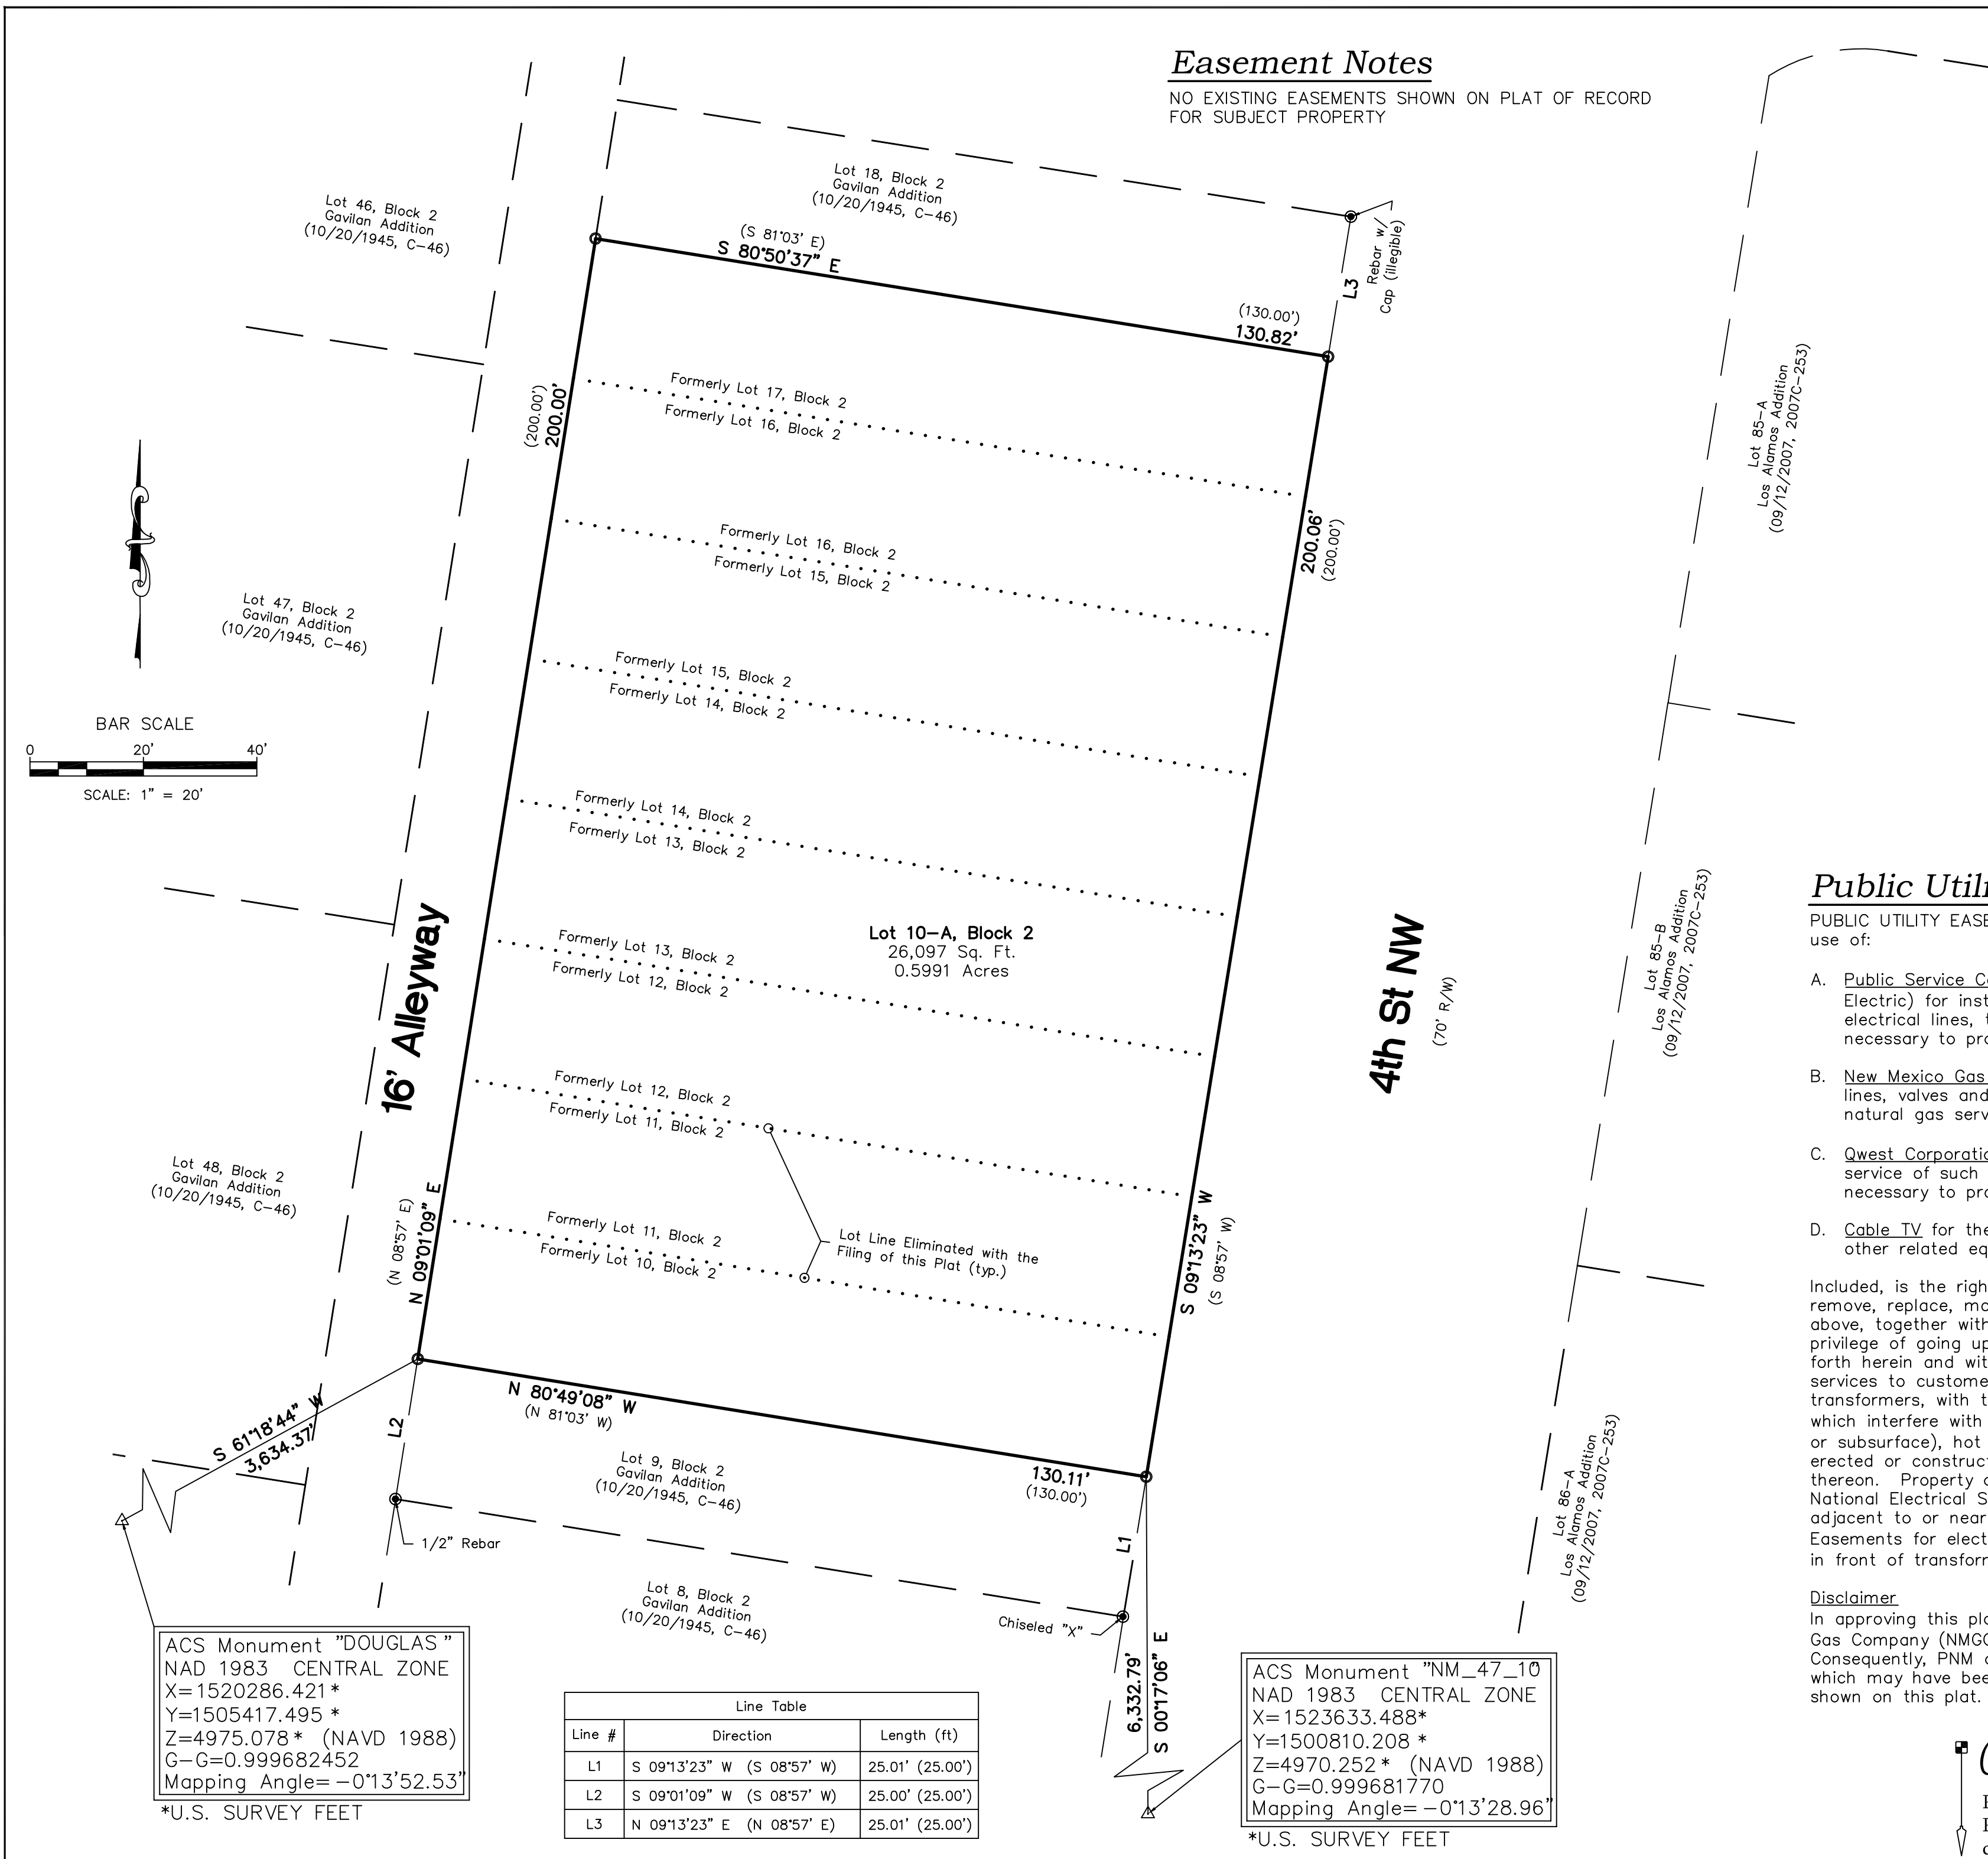 Easement Notes
NO EXISTING EASEMENTS SHOWN ON PLAT OF RECORD
FOR SUBJECT PROPERTY
Lot 18, Block 2
Gavilan Addition
(10/20/1945, C-46)
Lot 46, Block 2
Gavilan Addition
(10/20/1945, C-46)
Rebar w/
Cap (illegible)
L3
(S 81°03' E)
S 80°50'37" E
(130.00')
130.82'
(200.00')
200.00'
Formerly Lot 17, Block 2
Formerly Lot 16, Block 2
Lot 85-A
Los Alamos Addition
(09/12/2007, 2007C-253)
200.06'
(200.00')
Formerly Lot 16, Block 2
Formerly Lot 15, Block 2
Lot 47, Block 2
Gavilan Addition
(10/20/1945, C-46)
Formerly Lot 15, Block 2
Formerly Lot 14, Block 2
BAR SCALE
0 20' 40'
SCALE: 1" = 20'
Formerly Lot 14, Block 2
Formerly Lot 13, Block 2
16' Alleyway
Lot 10-A, Block 2
26,097 Sq. Ft.
0.5991 Acres
4th St NW
(70' R/W)
Lot 85-B
Los Alamos Addition
(09/12/2007, 2007C-253)
Formerly Lot 13, Block 2
Formerly Lot 12, Block 2
Formerly Lot 12, Block 2
Formerly Lot 11, Block 2
Lot 48, Block 2
Gavilan Addition
(10/20/1945, C-46)
(N 08°57' E)
N 09°01'09" E
Formerly Lot 11, Block 2
Formerly Lot 10, Block 2
Lot Line Eliminated with the
Filing of this Plat (typ.)
S 09°13'23" W
(S 08°57' W)
S 61°18'44" W
3,634.37'
L2
N 80°49'08" W
(N 81°03' W)
Lot 9, Block 2
Gavilan Addition
(10/20/1945, C-46)
130.11'
(130.00')
L1
Lot 86-A
Los Alamos Addition
(09/12/2007, 2007C-253)
1/2" Rebar
Lot 8, Block 2
Gavilan Addition
(10/20/1945, C-46)
Chiseled "X"
6,332.79'
S 00°17'06" E
ACS Monument "DOUGLAS "
NAD 1983 CENTRAL ZONE
X=1520286.421*
Y=1505417.495 *
Z=4975.078* (NAVD 1988)
G-G=0.999682452
Mapping Angle= -0°13'52.53"
*U.S. SURVEY FEET
Line Table
Line # Direction Length (ft)
L1 S 09°13'23" W (S 08°57' W) 25.01' (25.00')
L2 S 09°01'09" W (S 08°57' W) 25.00' (25.00')
L3 N 09°13'23" E (N 08°57' E) 25.01' (25.00')
ACS Monument "NM_47_10"
NAD 1983 CENTRAL ZONE
X=1523633.488*
Y=1500810.208 *
Z=4970.252* (NAVD 1988)
G-G=0.999681770
Mapping Angle= -0°13'28.96"
*U.S. SURVEY FEET
Public
PUBLIC UTILITY
use of:
A. Public Service
Electric) for
electrical lines,
necessary to
B. New Mexico Gas
lines, valves and
natural gas
C. Qwest
service of such
necessary to
D. Cable TV for the
other related
Included, is the
remove, replace,
above, together with
privilege of going
forth herein and
services to
transformers, with
which interfere with
or subsurface), hot
erected or
thereon. Property
National Electrical
adjacent to or near
Easements for
in front of
Disclaimer
In approving this
Gas Company
Consequently, PNM
which may have been
shown on this plat.